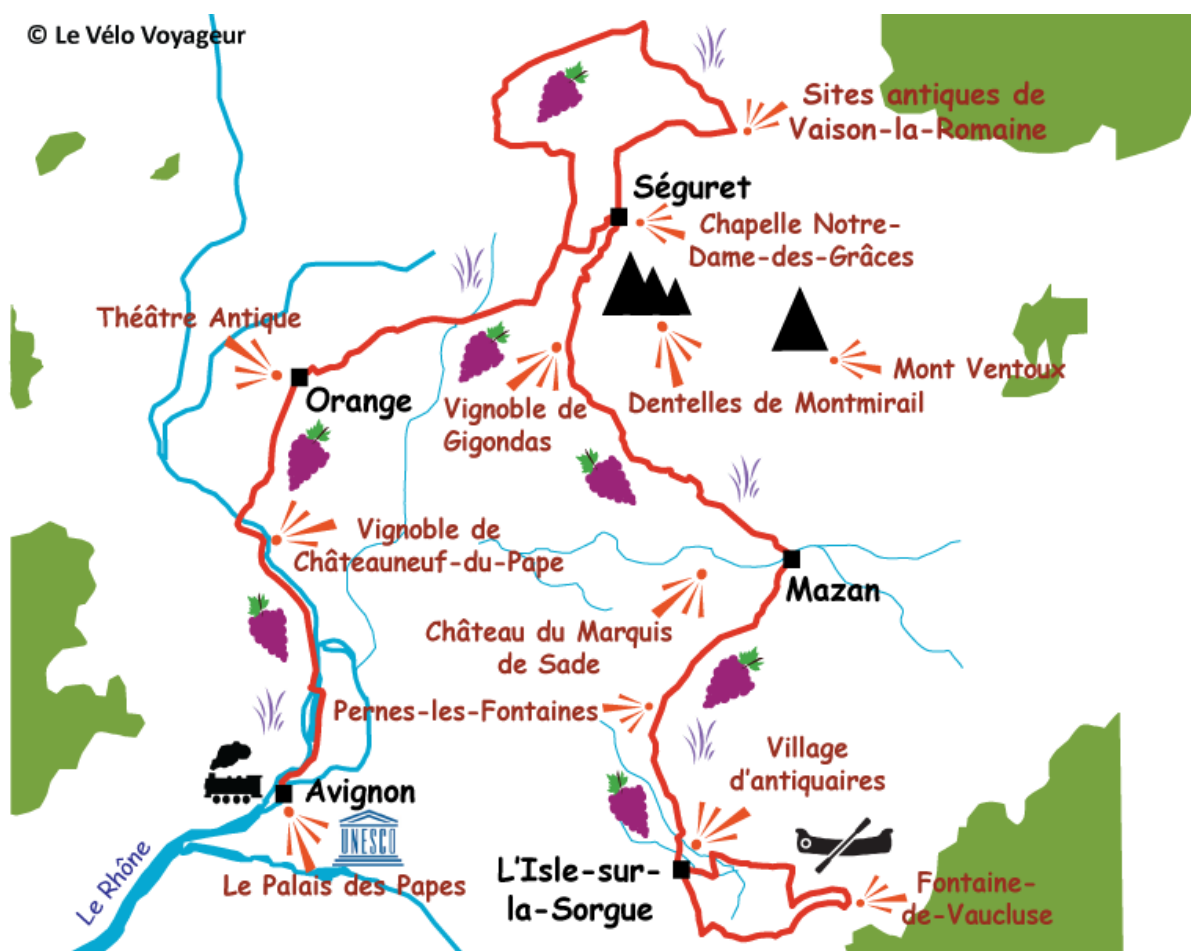 © Le Vélo Voyageur
Sites antiques de
Vaison-la-Romaine
Séguret
Chapelle Notre-
Dame-des-Grâces
Théâtre Antique
Orange
Vignoble de
Gigondas
Dentelles de Montmirail
Mont Ventoux
Vignoble de
Châteauneuf-du-Pape
Mazan
Château du Marquis
de Sade
Pernes-les-Fontaines
Village
d'antiquaires
Avignon
UNESCO
Le Palais des Papes
Le Rhône
L'Isle-sur-
la-Sorgue
Fontaine-
de-Vaucluse